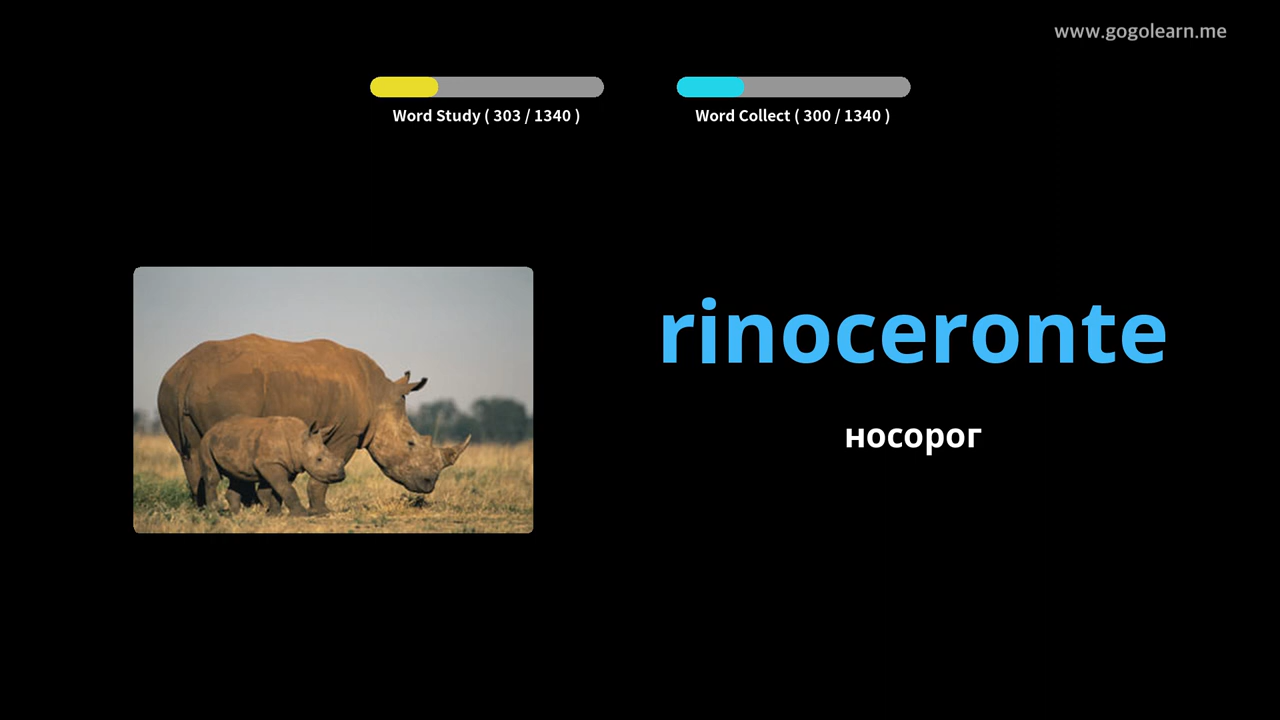 www.gogolearn.me
Word Study ( 303 / 1340 )
Word Collect ( 300 / 1340 )
rinoceronte
носорог